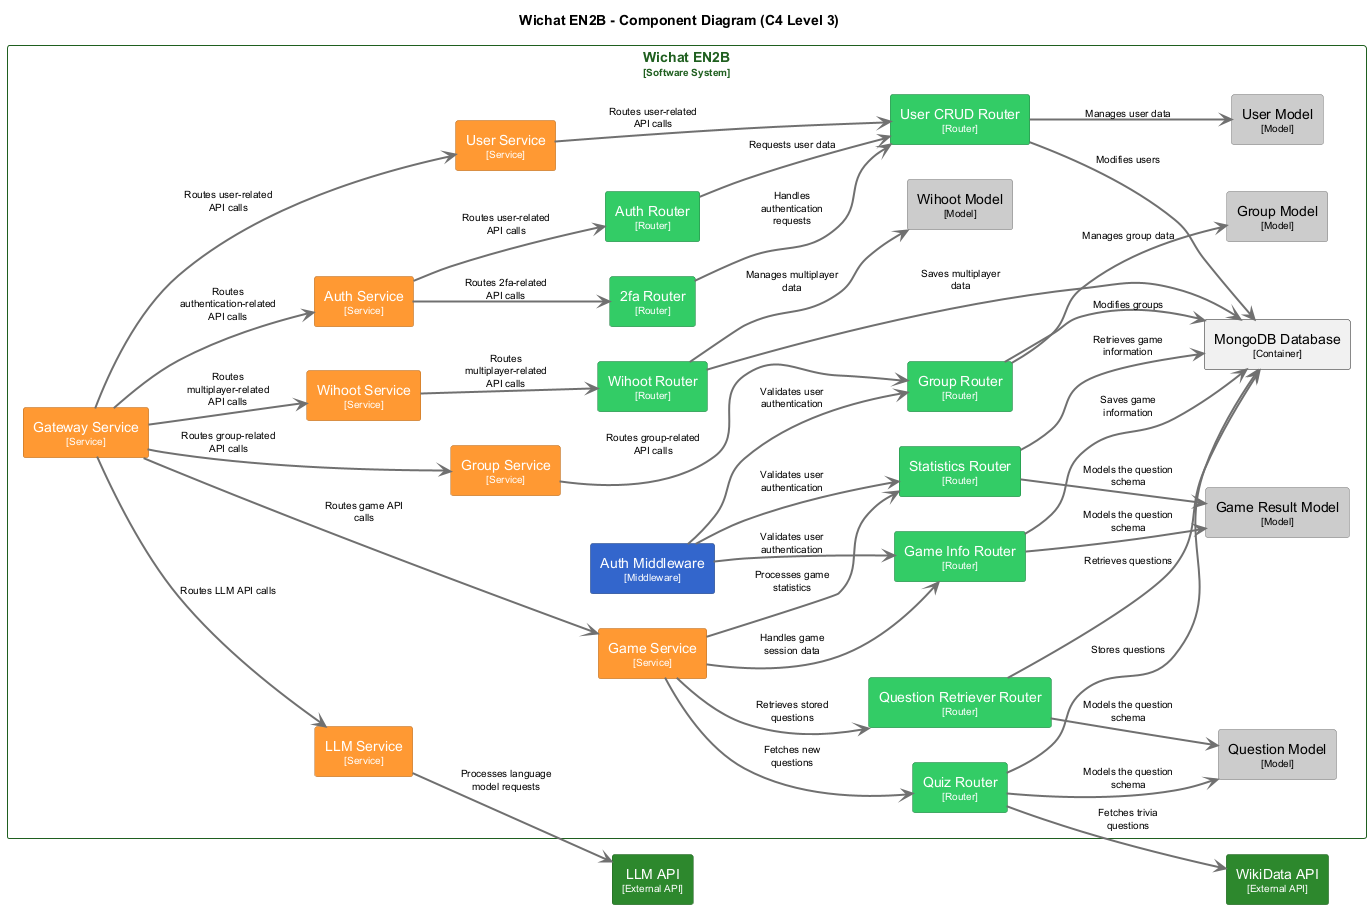 Wichat EN2B - Component Diagram (C4 Level 3)
Wichat EN2B
[Software System]
Gateway Service
[Service]
Routes user-related
API calls
Routes
authentication-related
API calls
Routes
multiplayer-related
API calls
Routes group-related
API calls
Routes game API
calls
Routes LLM API calls
User Service
[Service]
Auth Service
[Service]
Wihoot Service
[Service]
Group Service
[Service]
LLM Service
[Service]
Routes user-related
API calls
Routes user-related
API calls
Routes 2fa-related
API calls
Routes
multiplayer-related
API calls
Routes group-related
API calls
Processes language
model requests
Auth Router
[Router]
2fa Router
[Router]
Wihoot Router
[Router]
Auth Middleware
[Middleware]
Game Service
[Service]
LLM API
[External API]
Requests user data
Handles
authentication
requests
Manages multiplayer
data
Validates user
authentication
Validates user
authentication
Validates user
authentication
Processes game
statistics
Handles game
session data
Retrieves stored
questions
Fetches new
questions
User CRUD Router
[Router]
Wihoot Model
[Model]
Saves multiplayer
data
Group Router
[Router]
Statistics Router
[Router]
Game Info Router
[Router]
Question Retriever Router
[Router]
Quiz Router
[Router]
Manages user data
Modifies users
Manages group data
Modifies groups
Retrieves game
information
Saves game
information
Models the question
schema
Models the question
schema
Retrieves questions
Stores questions
Models the question
schema
Models the question
schema
Fetches trivia
questions
User Model
[Model]
Group Model
[Model]
MongoDB Database
[Container]
Game Result Model
[Model]
Question Model
[Model]
WikiData API
[External API]